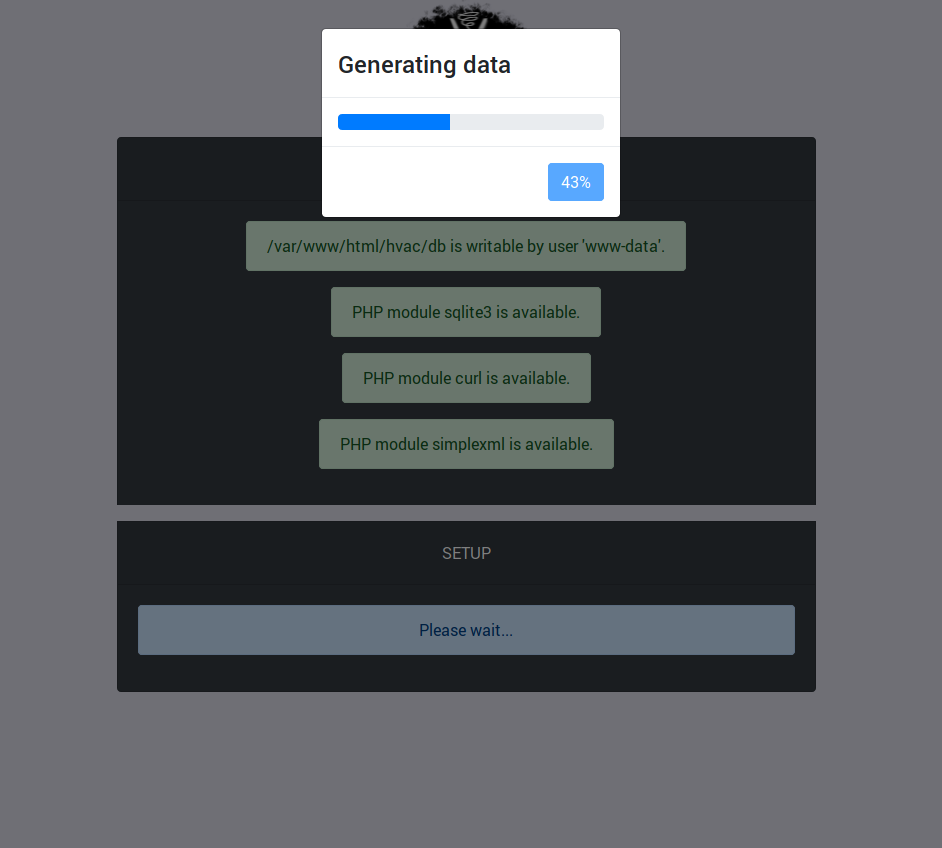 Generating data
43%
/var/www/html/hvac/db is writable by user 'www-data'.
PHP module sqlite3 is available.
PHP module curl is available.
PHP module simplexml is available.
SETUP
Please wait...